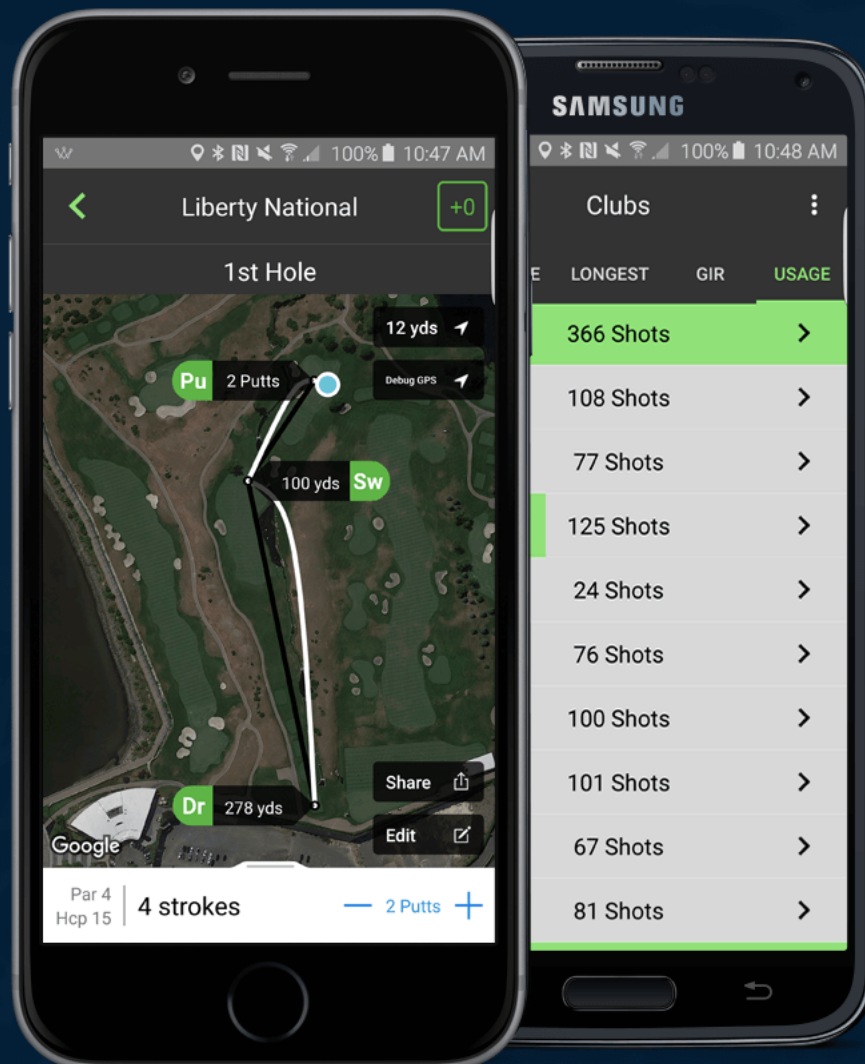 100% 10:47 AM
Liberty National
+0
1st Hole
12 yds
Debug GPS
Pu 2 Putts
100 yds Sw
Dr 278 yds
Share
Edit
Google
Par 4
Hcp 15
4 strokes
2 Putts
SAMSUNG
100% 10:48 AM
Clubs
E LONGEST GIR USAGE
366 Shots
108 Shots
77 Shots
125 Shots
24 Shots
76 Shots
100 Shots
101 Shots
67 Shots
81 Shots